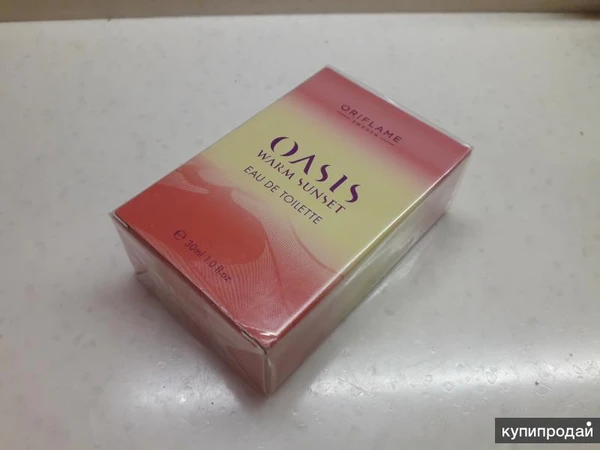 ORIFLAME
SWEDEN
OASIS
WARM SUNSET
EAU DE TOILETTE
℮ 30ml 1.0 fl.oz
купипродай